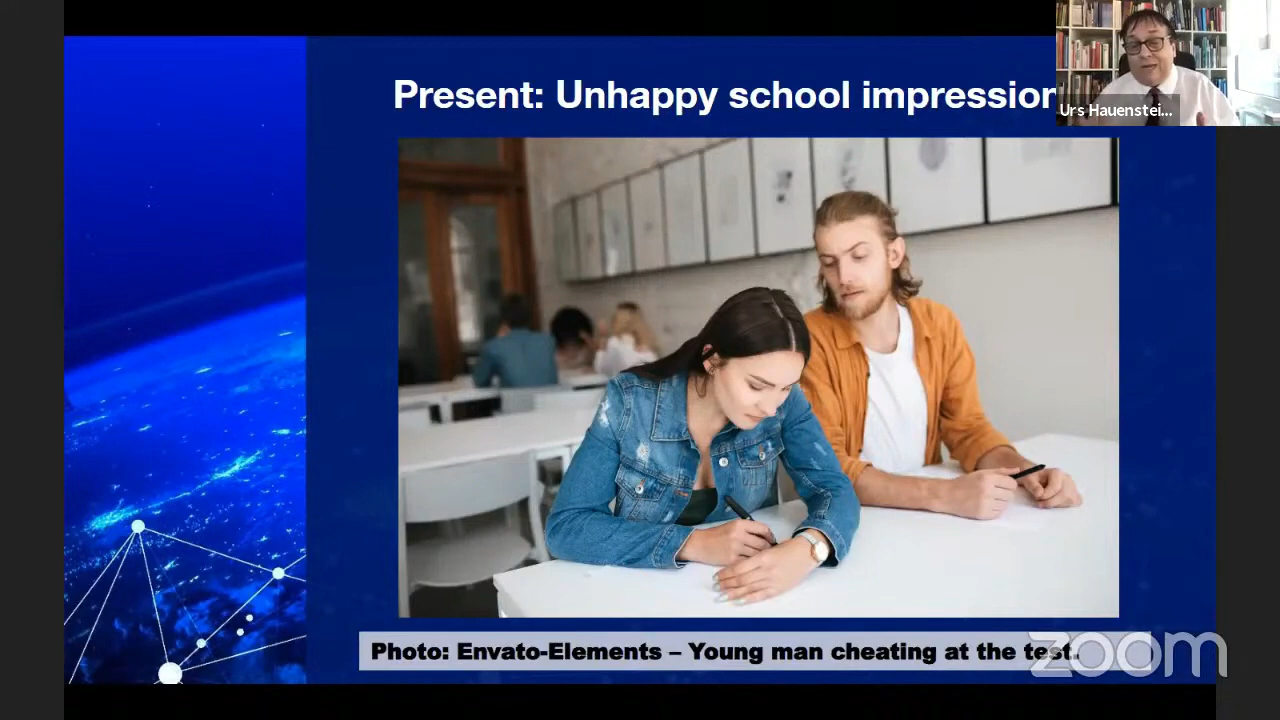 Present: Unhappy school impression
Urs Hauenstei...
Photo: Envato-Elements – Young man cheating at the test.
zoom